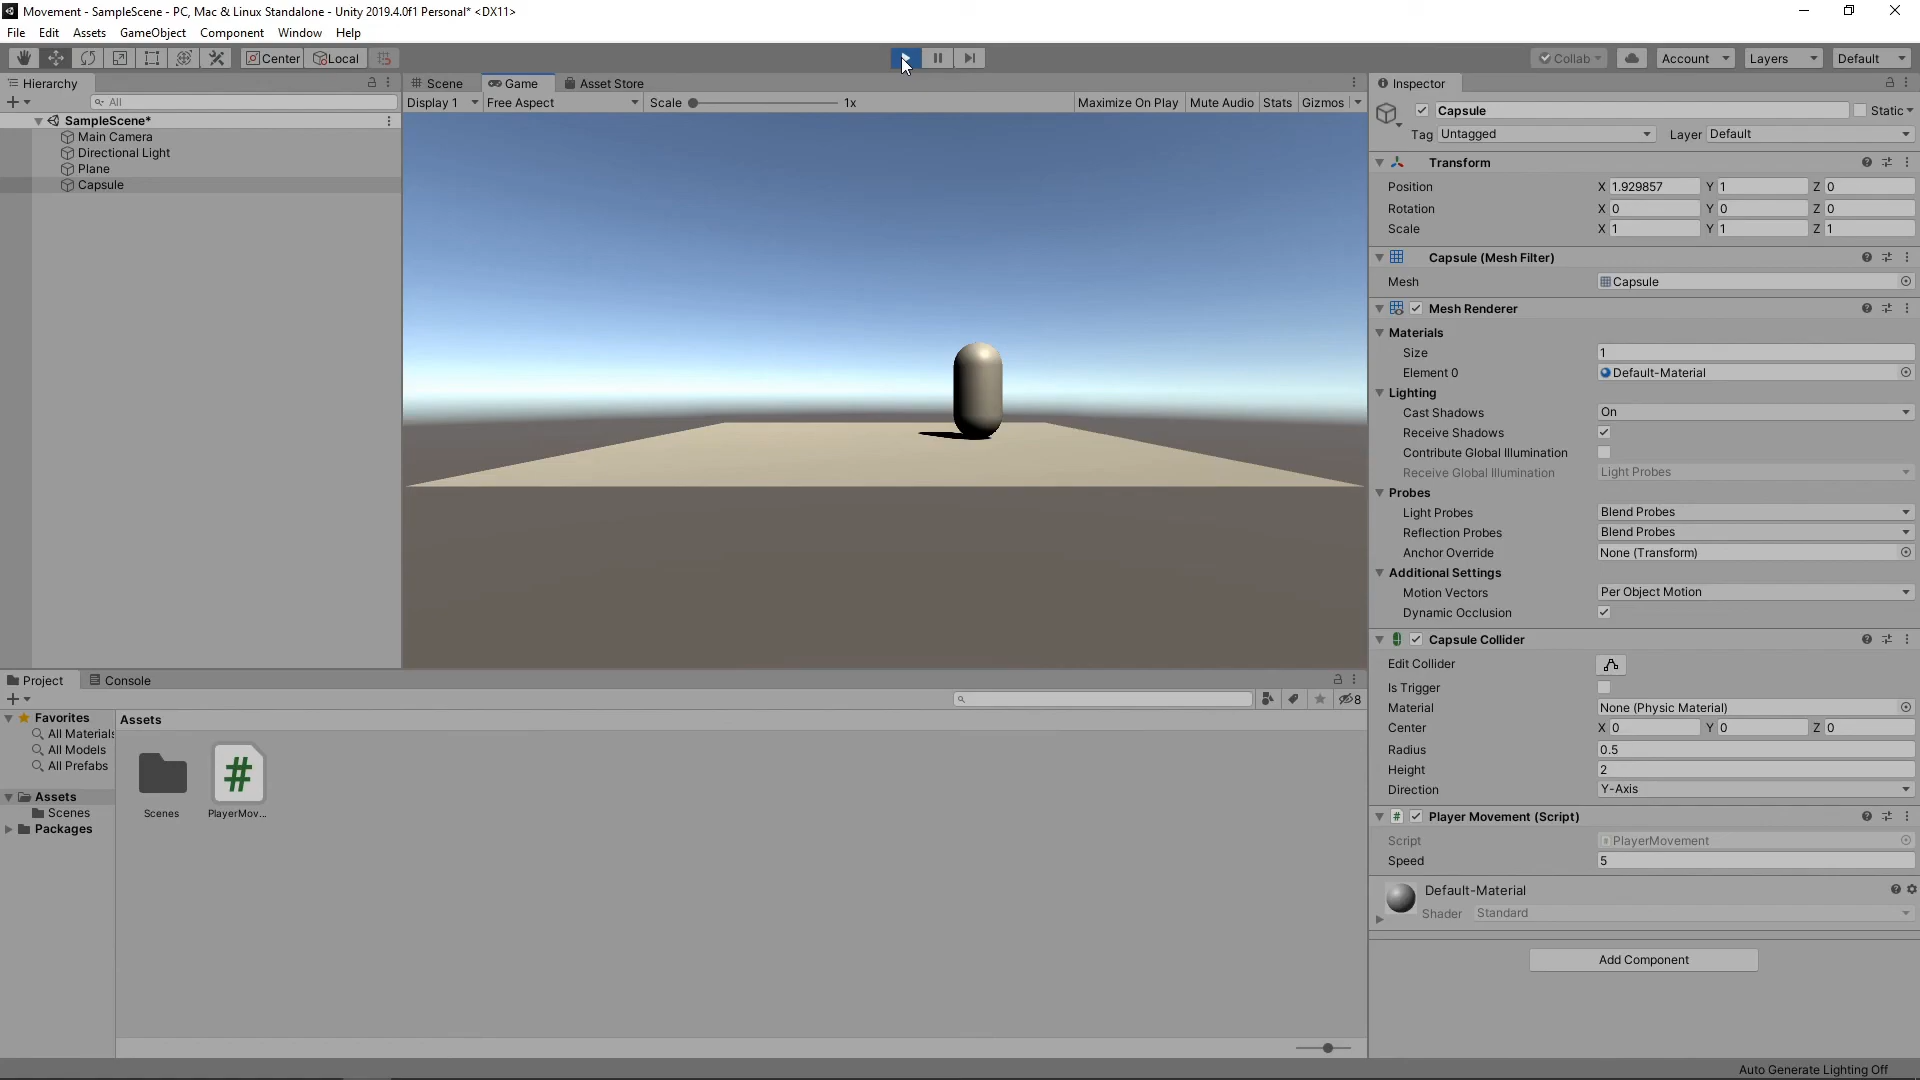 Movement - SampleScene - PC, Mac & Linux Standalone - Unity 2019.4.0f1 Personal* <DX11>
File Edit Assets GameObject Component Window Help
Center Local Collab Account Layers Default
Hierarchy
All
SampleScene*
Main Camera
Directional Light
Plane
Capsule
Scene Game Asset Store
Display 1 Free Aspect Scale 1x Maximize On Play Mute Audio Stats Gizmos
Inspector
Capsule Static
Tag Untagged Layer Default
Transform
Position X 1.929857 Y 1 Z 0
Rotation X 0 Y 0 Z 0
Scale X 1 Y 1 Z 1
Capsule (Mesh Filter)
Mesh Capsule
Mesh Renderer
Materials
Size 1
Element 0 Default-Material
Lighting
Cast Shadows On
Receive Shadows
Contribute Global Illumination
Receive Global Illumination Light Probes
Probes
Light Probes Blend Probes
Reflection Probes Blend Probes
Anchor Override None (Transform)
Additional Settings
Motion Vectors Per Object Motion
Dynamic Occlusion
Capsule Collider
Edit Collider
Is Trigger
Material None (Physic Material)
Center X 0 Y 0 Z 0
Radius 0.5
Height 2
Direction Y-Axis
Player Movement (Script)
Script PlayerMovement
Speed 5
Default-Material
Shader Standard
Add Component
Project Console
8
Favorites
All Materials
All Models
All Prefabs
Assets
Scenes
Packages
Assets
Scenes PlayerMov...
Auto Generate Lighting Off